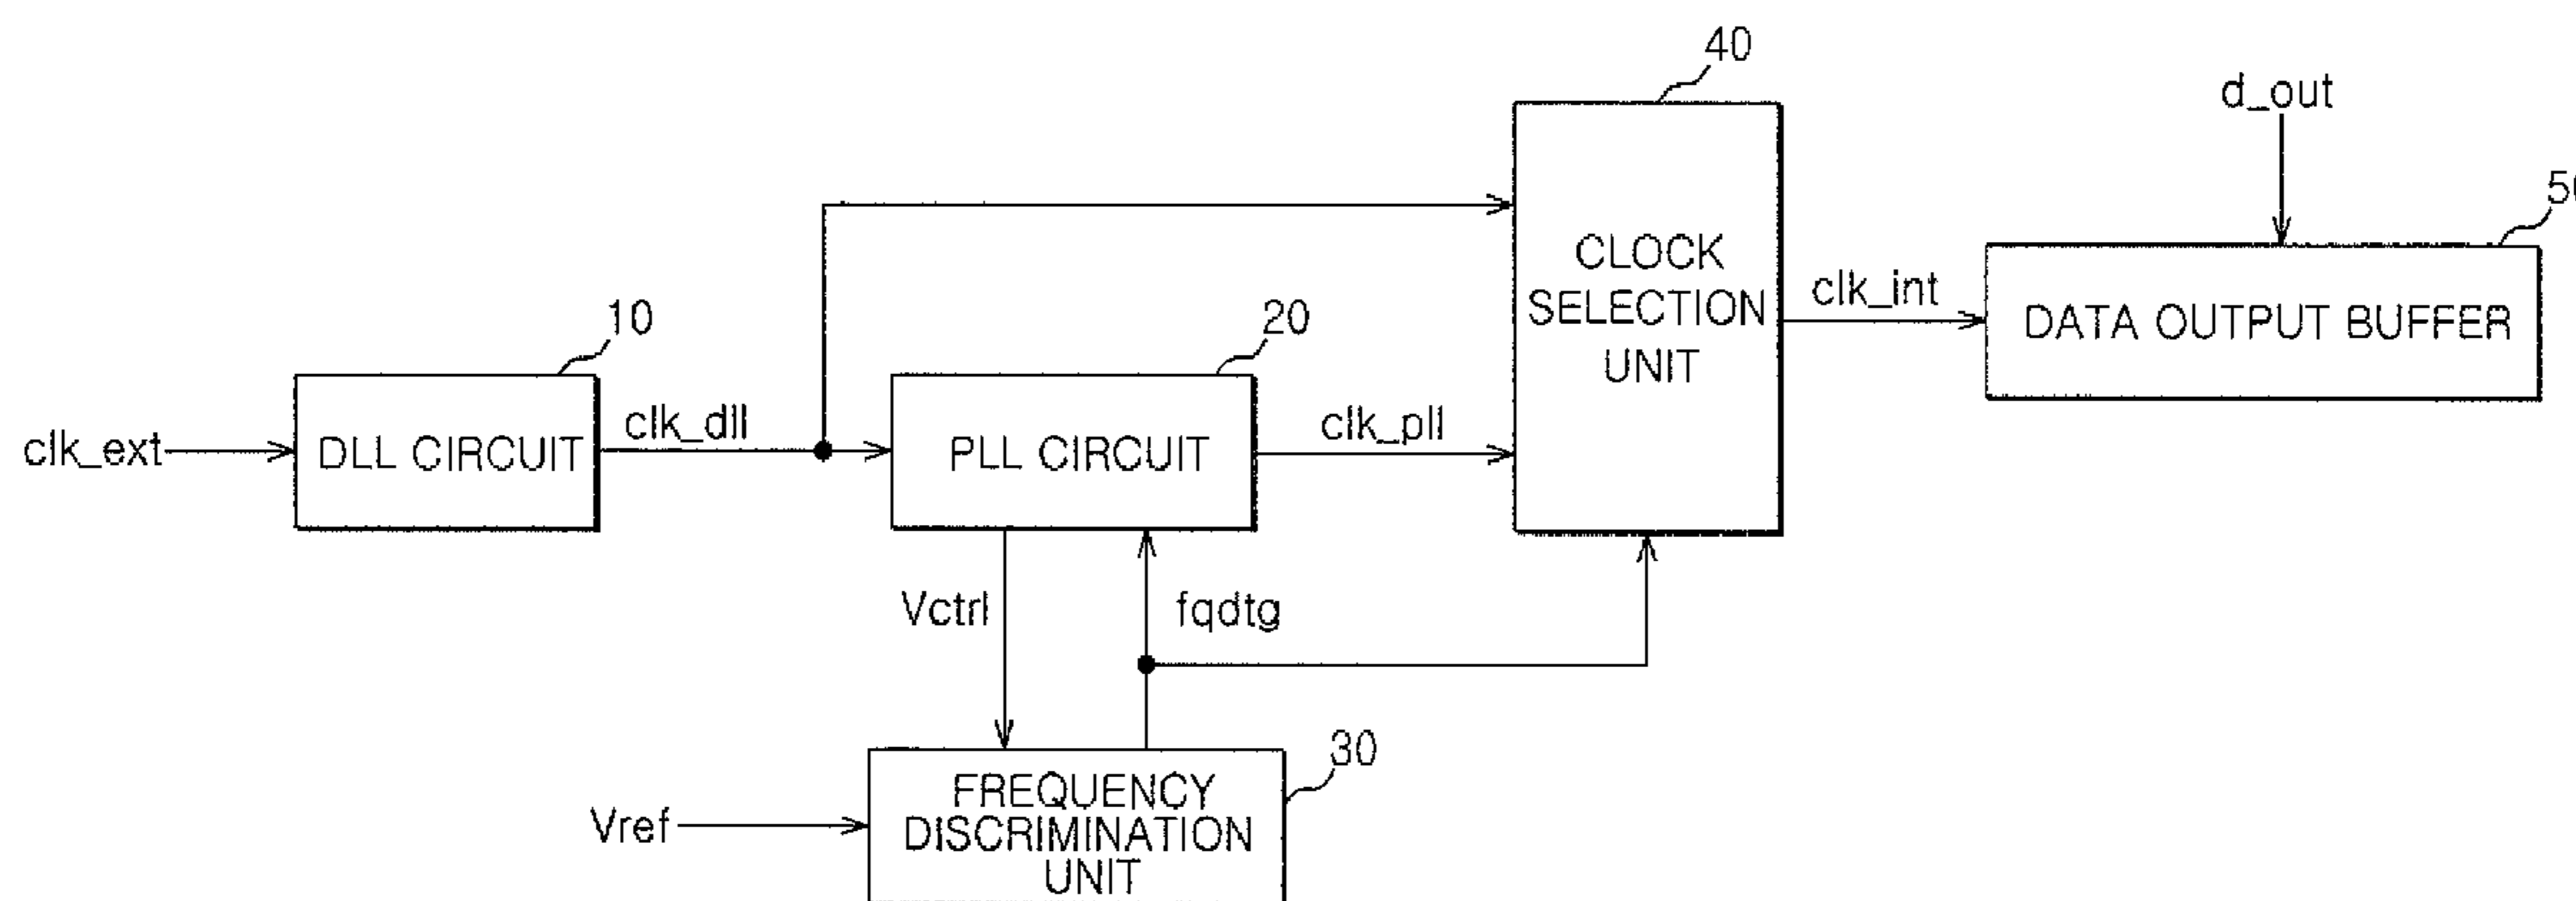 40
d_out
50
CLOCK
SELECTION
UNIT
clk_int
DATA OUTPUT BUFFER
10
20
clk_ext
DLL CIRCUIT
clk_dll
PLL CIRCUIT
clk_pll
Vctrl
fqdtg
30
Vref
FREQUENCY
DISCRIMINATION
UNIT